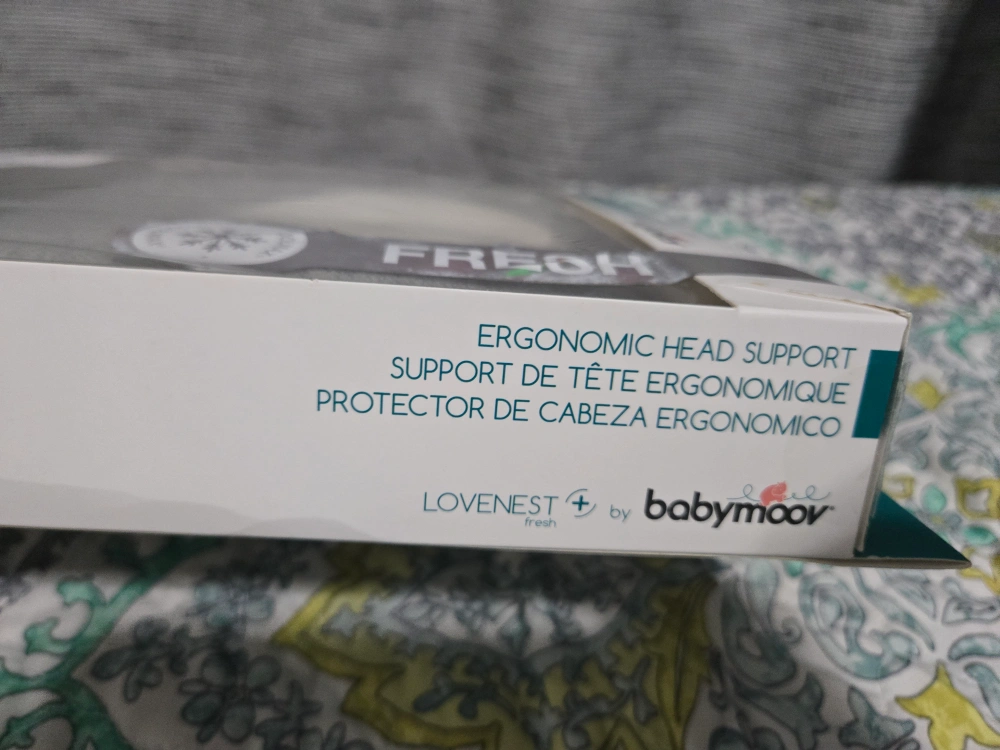 FRESH
ERGONOMIC HEAD SUPPORT
SUPPORT DE TÊTE ERGONOMIQUE
PROTECTOR DE CABEZA ERGONOMICO
LOVENEST + by babymoov
fresh